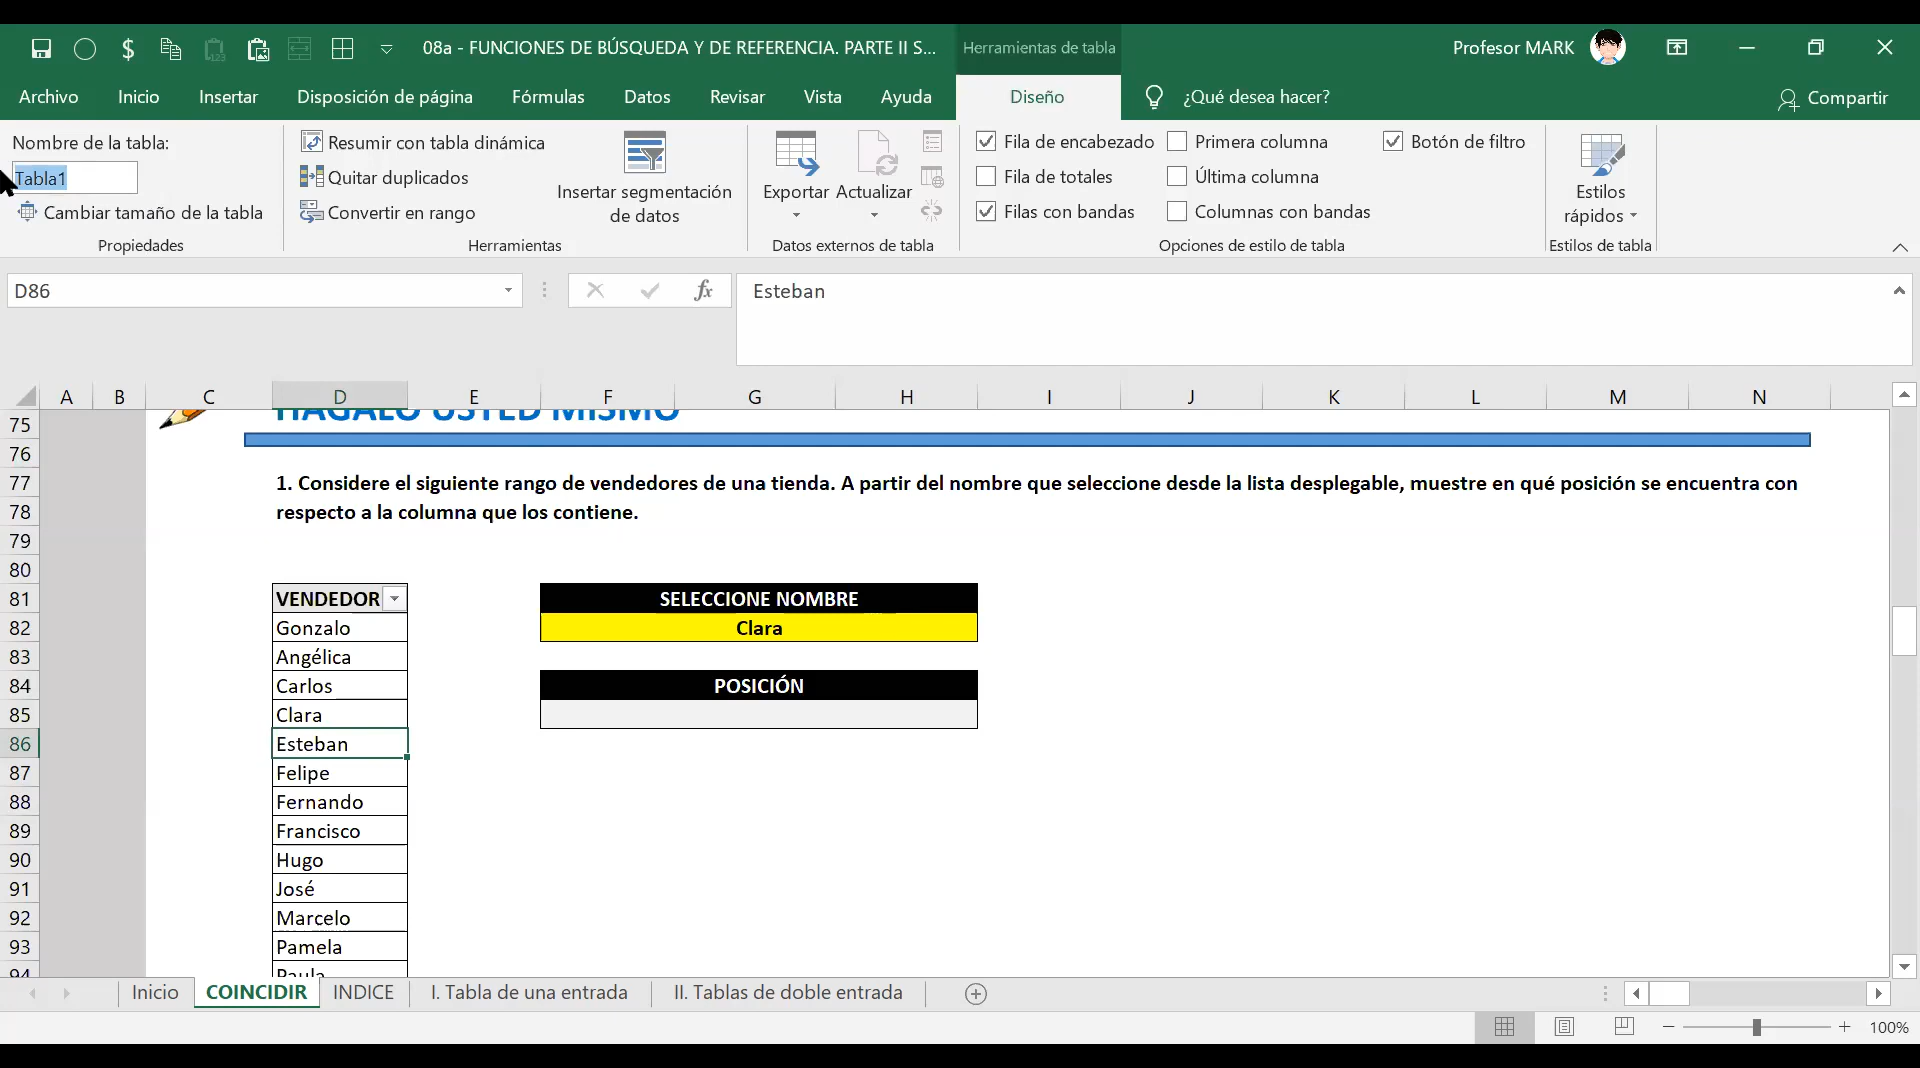 08a - FUNCIONES DE BÚSQUEDA Y DE REFERENCIA. PARTE II S...
Herramientas de tabla
Profesor MARK
Archivo
Inicio
Insertar
Disposición de página
Fórmulas
Datos
Revisar
Vista
Ayuda
Diseño
¿Qué desea hacer?
Compartir
Nombre de la tabla:
Tabla1
Cambiar tamaño de la tabla
Propiedades
Resumir con tabla dinámica
Quitar duplicados
Convertir en rango
Insertar segmentación
de datos
Herramientas
Exportar
Actualizar
Datos externos de tabla
Fila de encabezado
Fila de totales
Filas con bandas
Primera columna
Última columna
Columnas con bandas
Botón de filtro
Opciones de estilo de tabla
Estilos
rápidos
Estilos de tabla
D86
fx
Esteban
A B C D E F G H I J K L M N
75 HÁGALO USTED MISMO
76
77 1. Considere el siguiente rango de vendedores de una tienda. A partir del nombre que seleccione desde la lista desplegable, muestre en qué posición se encuentra con
78 respecto a la columna que los contiene.
79
80
81 VENDEDOR SELECCIONE NOMBRE
82 Gonzalo Clara
83 Angélica
84 Carlos POSICIÓN
85 Clara
86 Esteban
87 Felipe
88 Fernando
89 Francisco
90 Hugo
91 José
92 Marcelo
93 Pamela
94 Paula
Inicio
COINCIDIR
INDICE
I. Tabla de una entrada
II. Tablas de doble entrada
100%